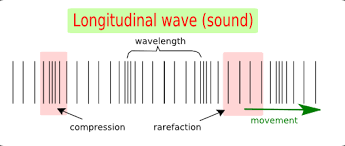 Longitudinal wave (sound)
wavelength
compression
rarefaction
movement